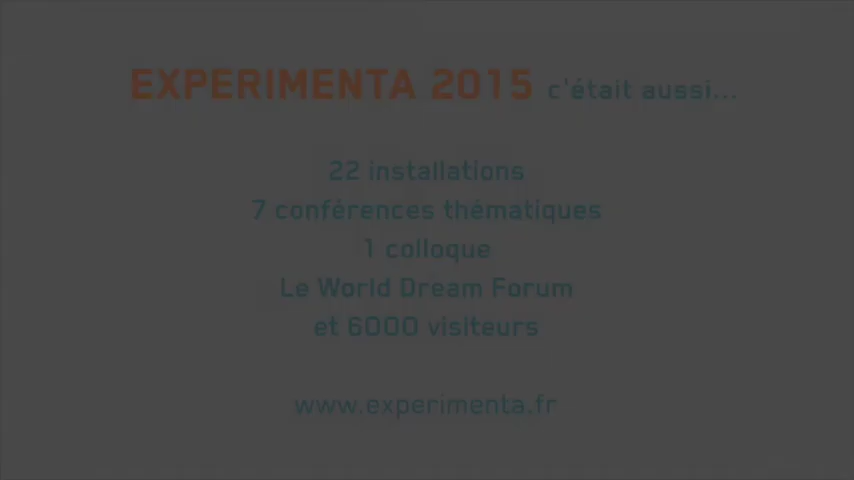 EXPERIMENTA 2015 c'était aussi...
22 installations
7 conférences thématiques
1 colloque
Le World Dream Forum
et 6000 visiteurs
www.experimenta.fr